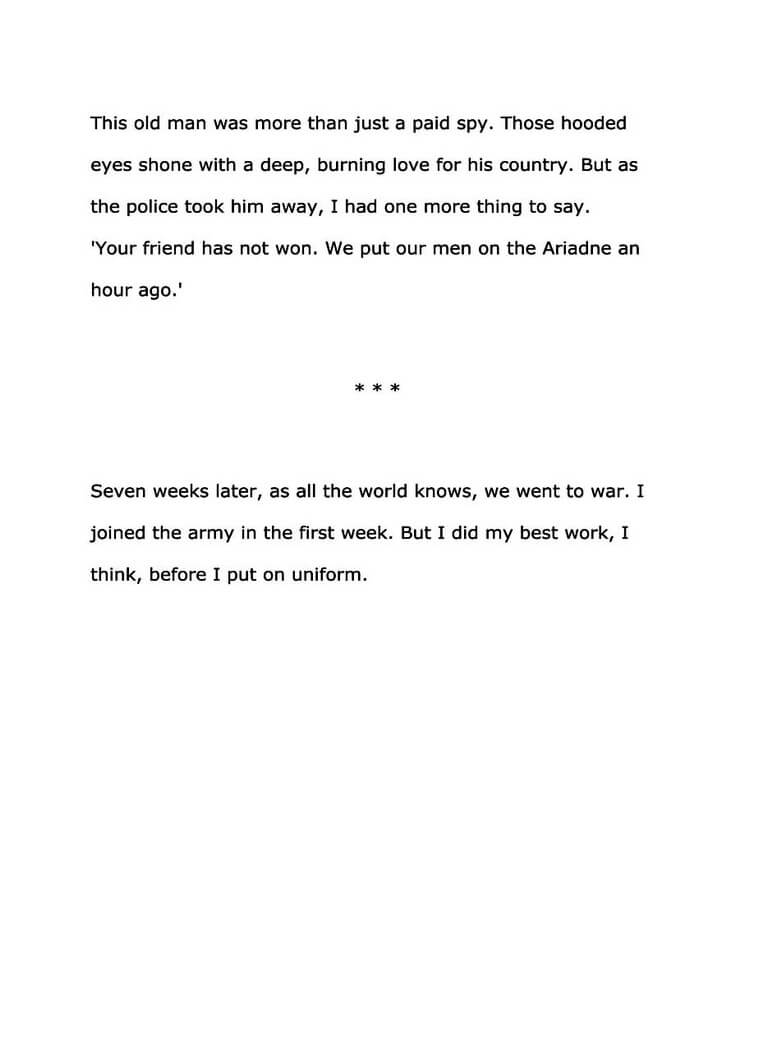 This old man was more than just a paid spy. Those hooded
eyes shone with a deep, burning love for his country. But as
the police took him away, I had one more thing to say.
'Your friend has not won. We put our men on the Ariadne an
hour ago.'
* * *
Seven weeks later, as all the world knows, we went to war. I
joined the army in the first week. But I did my best work, I
think, before I put on uniform.